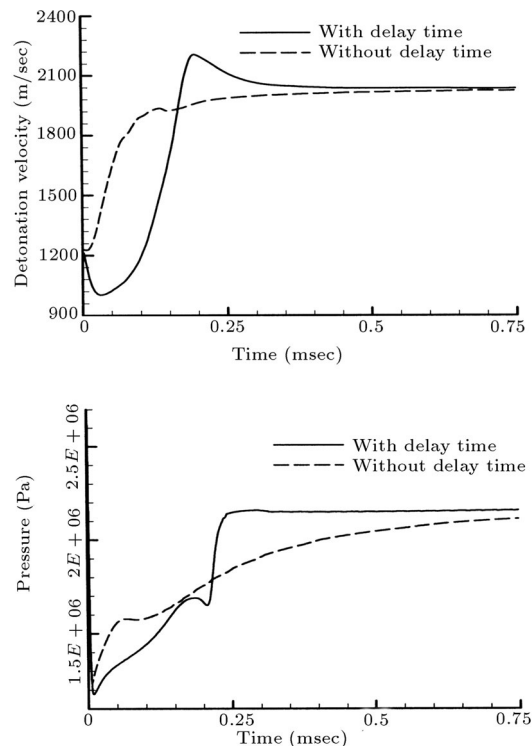 2400
2100
1800
1500
1200
900
Detonation velocity (m/sec)
With delay time
Without delay time
0
0.25
0.5
0.75
Time (msec)
2.5E + 06
2E + 06
1.5E + 06
Pressure (Pa)
With delay time
Without delay time
0
0.25
0.5
0.75
Time (msec)